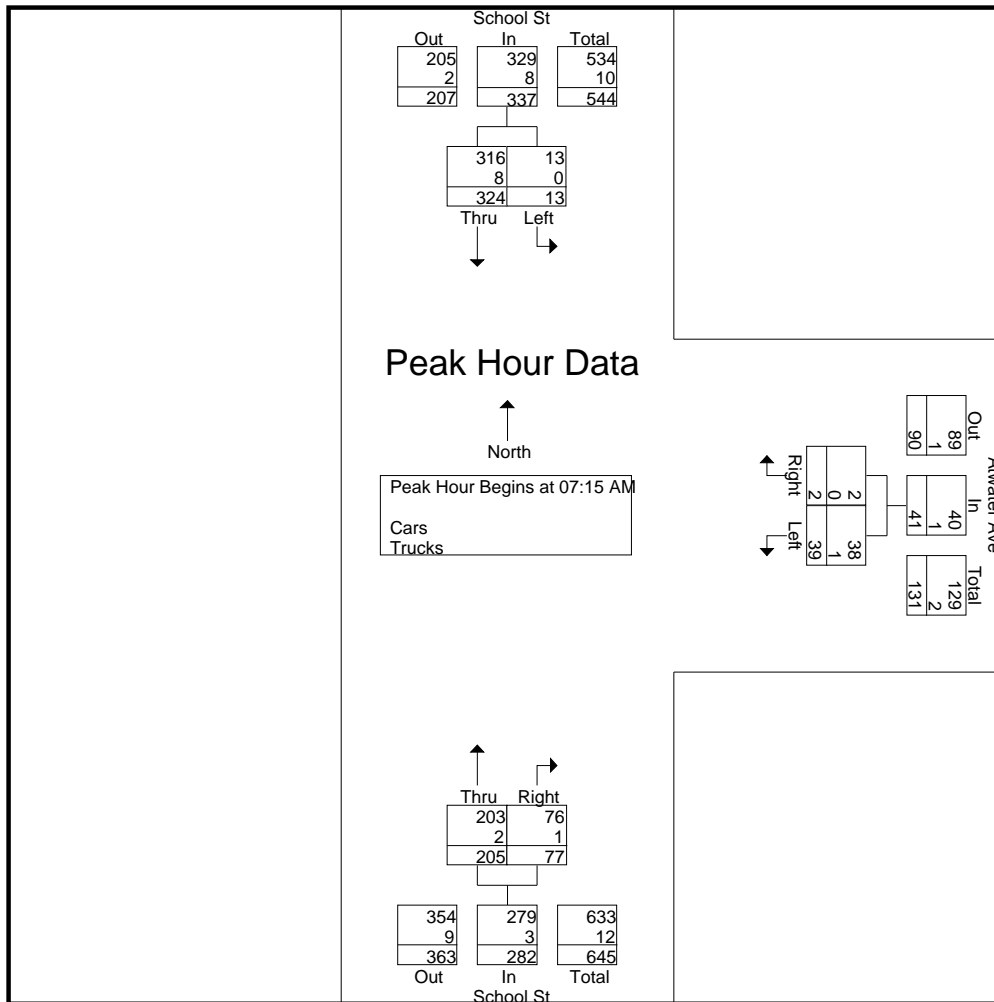 School St
Out In Total
205 329 534
2 8 10
207 337 544
316 13
8 0
324 13
Thru Left
Peak Hour Data
North
Peak Hour Begins at 07:15 AM
Cars
Trucks
Right Left
2 38
0 1
2 39
Atwater Ave
Out In Total
89 40 129
1 1 2
90 41 131
Thru Right
203 76
2 1
205 77
354 279 633
9 3 12
363 282 645
Out In Total
School St